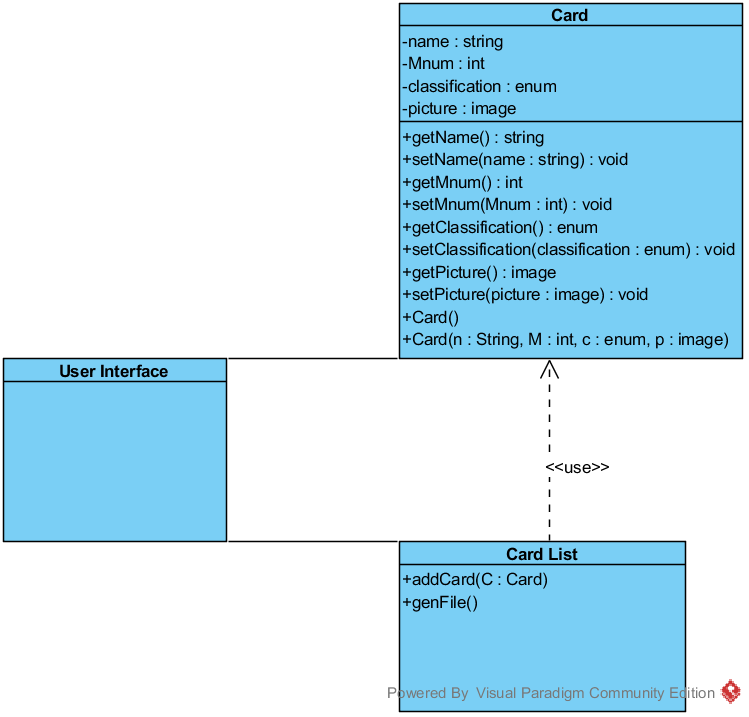 Card
-name : string
-Mnum : int
-classification : enum
-picture : image
+getName() : string
+setName(name : string) : void
+getMnum() : int
+setMnum(Mnum : int) : void
+getClassification() : enum
+setClassification(classification : enum) : void
+getPicture() : image
+setPicture(picture : image) : void
+Card()
+Card(n : String, M : int, c : enum, p : image)
User Interface
<<use>>
Card List
+addCard(C : Card)
+genFile()
Powered By Visual Paradigm Community Edition